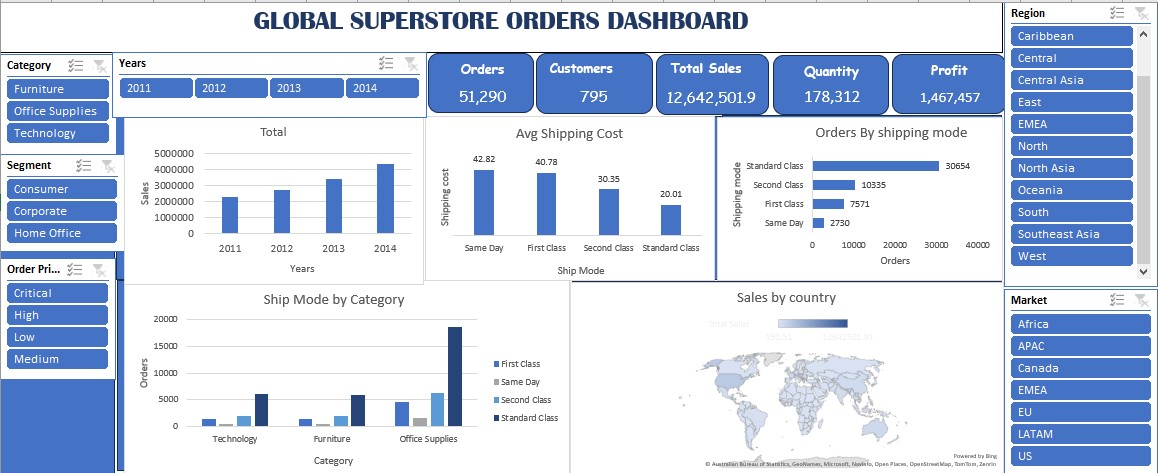 GLOBAL SUPERSTORE ORDERS DASHBOARD
Category
Furniture
Office Supplies
Technology
Years
2011
2012
2013
2014
Orders
51,290
Customers
795
Total Sales
12,642,501.9
Quantity
178,312
Profit
1,467,457
Region
Caribbean
Central
Central Asia
East
EMEA
North
North Asia
Oceania
South
Southeast Asia
West
Segment
Consumer
Corporate
Home Office
Order Pri...
Critical
High
Low
Medium
Total
Sales
5000000
4000000
3000000
2000000
1000000
0
2011
2012
2013
2014
Years
Avg Shipping Cost
Shipping cost
42.82
40.78
30.35
20.01
Same Day
First Class
Second Class
Standard Class
Ship Mode
Orders By shipping mode
Shipping mode
Standard Class
30654
Second Class
10335
First Class
7571
Same Day
2730
0
10000
20000
30000
40000
Orders
Ship Mode by Category
Orders
20000
15000
10000
5000
0
Technology
Furniture
Office Supplies
Category
First Class
Same Day
Second Class
Standard Class
Sales by country
Total Sales
Powered by Bing
© Australian Bureau of Statistics, GeoNames, Microsoft, Navinfo, Open Places, OpenStreetMap, TomTom, Zenrin
Market
Africa
APAC
Canada
EMEA
EU
LATAM
US